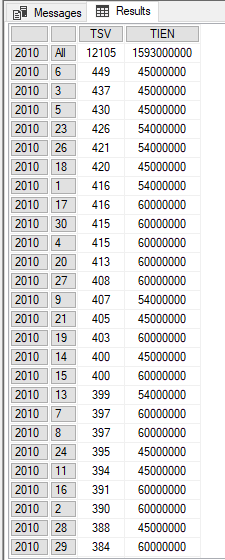 Messages Results
TSV TIEN
2010 All 12105 1593000000
2010 6 449 45000000
2010 3 437 45000000
2010 5 430 45000000
2010 23 426 54000000
2010 26 421 54000000
2010 18 420 45000000
2010 1 416 54000000
2010 17 416 60000000
2010 30 415 60000000
2010 4 415 60000000
2010 20 413 60000000
2010 27 408 60000000
2010 9 407 54000000
2010 21 405 45000000
2010 19 403 60000000
2010 14 400 45000000
2010 15 400 60000000
2010 13 399 54000000
2010 7 397 60000000
2010 8 397 60000000
2010 24 395 45000000
2010 11 394 45000000
2010 16 391 60000000
2010 2 390 60000000
2010 28 388 45000000
2010 29 384 60000000